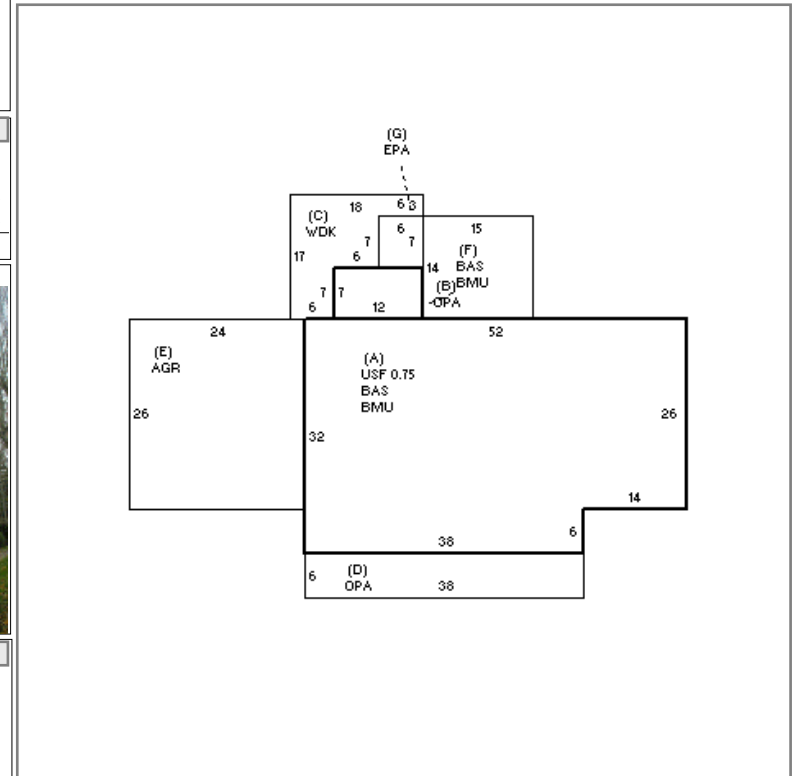 (G)
EPA
18
6 3
(C)
WDK
6
15
7
7
(F)
17
6
BAS
14
BMU
(B)
OPA
7
7
6
12
24
52
(E)
AGR
(A)
USF 0.75
BAS
BMU
26
26
32
14
6
38
6
(D)
OPA
38